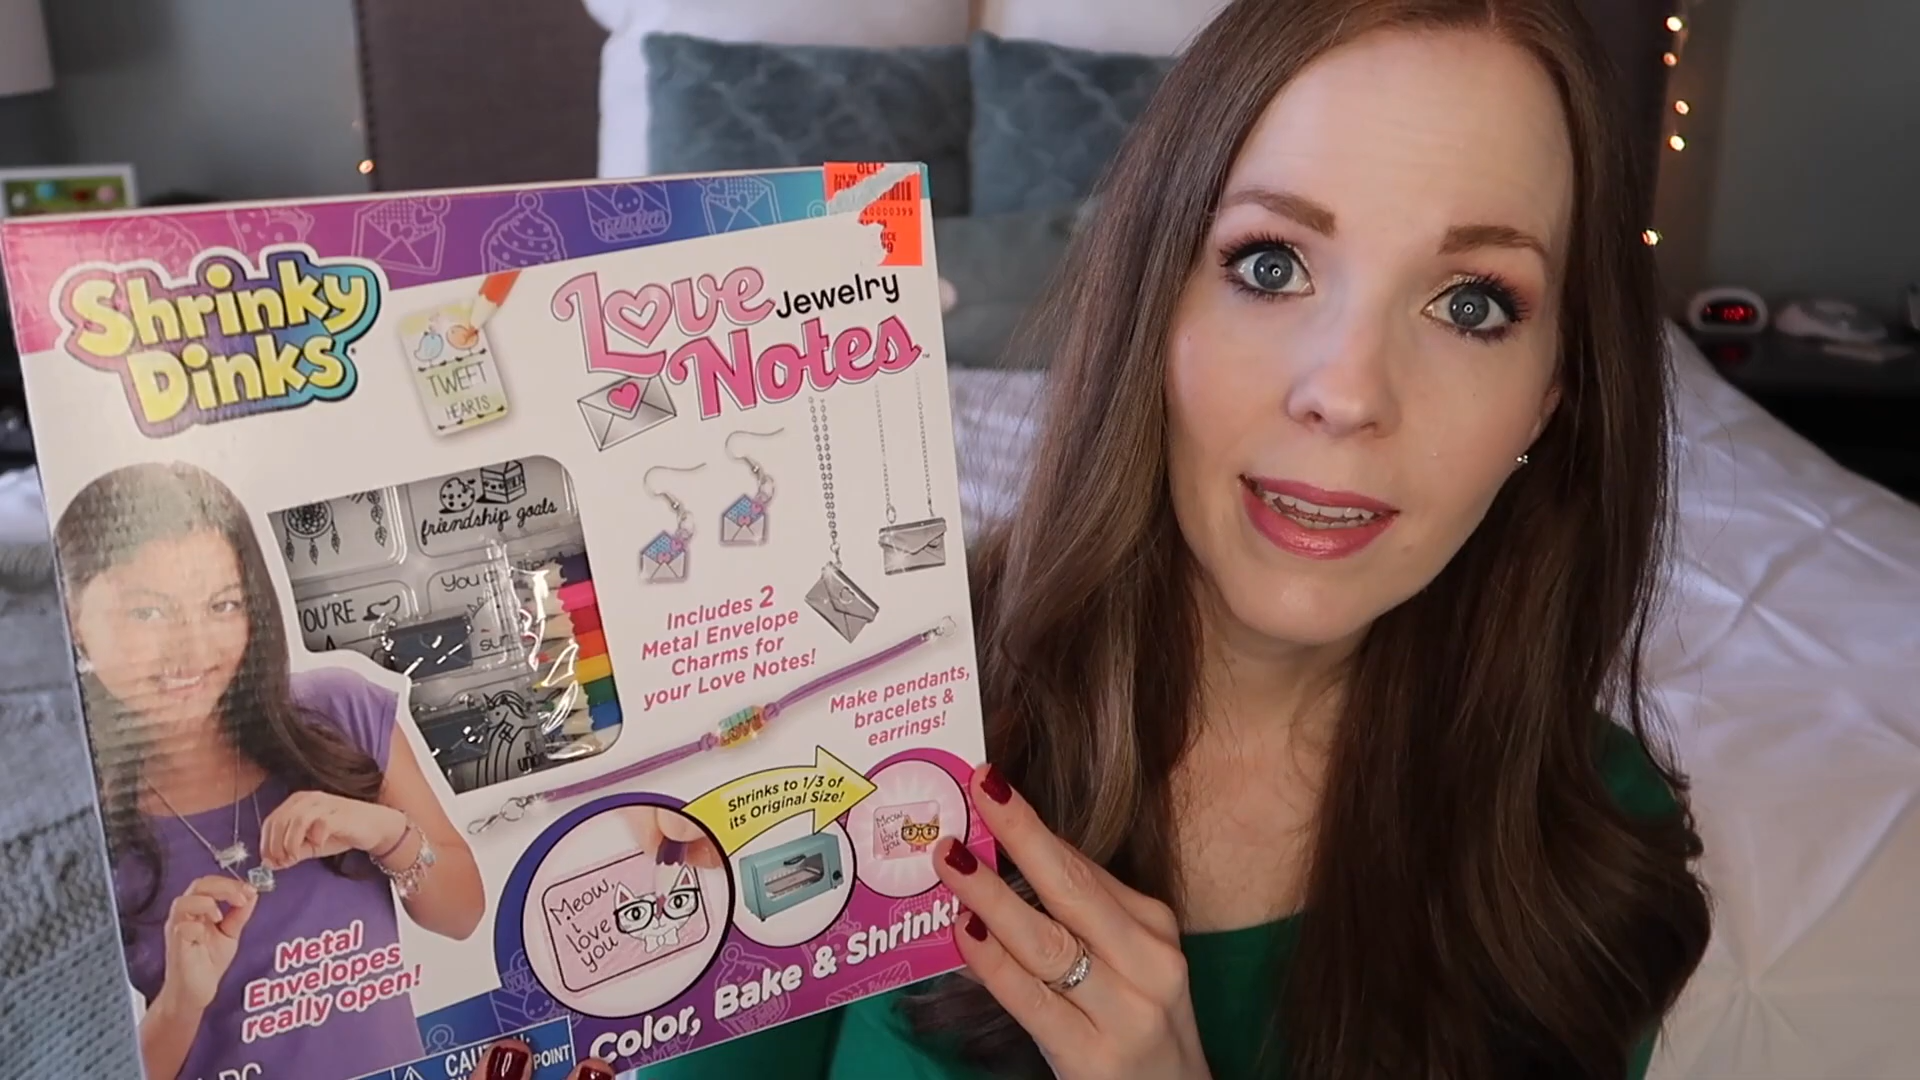 Shrinky
Dinks
TWEET
HEARTS
Love
Jewelry
Notes
40000399
friendship goals
YOU'RE
A
Includes 2
Metal Envelope
Charms for
your Love Notes!
Make pendants,
bracelets &
earrings!
Shrinks to 1/3 of
its Original Size!
Meow,
i
love
you
Meow
i
love
you
Metal
Envelopes
really open!
Color, Bake & Shrink!
POINT